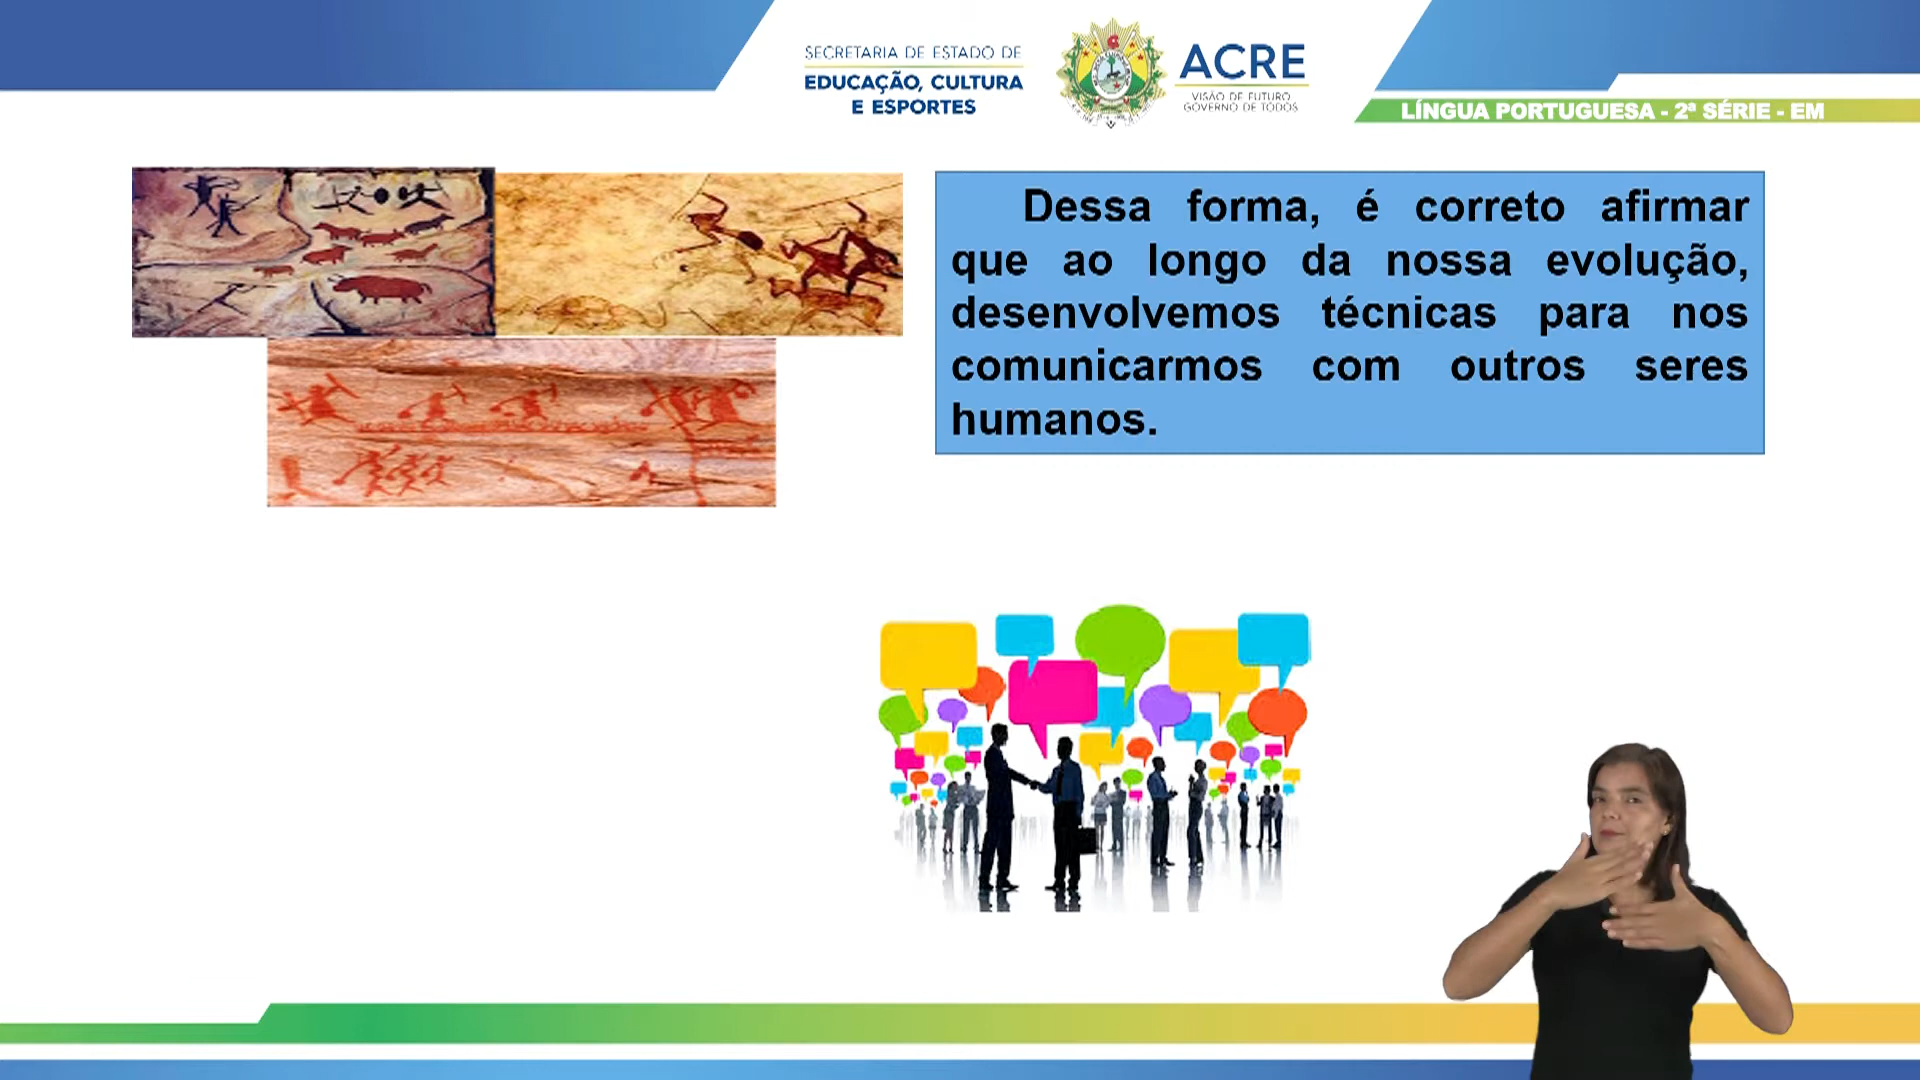 SECRETARIA DE ESTADO DE
EDUCAÇÃO, CULTURA
E ESPORTES
ACRE
VISÃO DE FUTURO
GOVERNO DE TODOS
LÍNGUA PORTUGUESA - 2ª SÉRIE - EM
Dessa forma, é correto afirmar
que ao longo da nossa evolução,
desenvolvemos técnicas para nos
comunicarmos com outros seres
humanos.